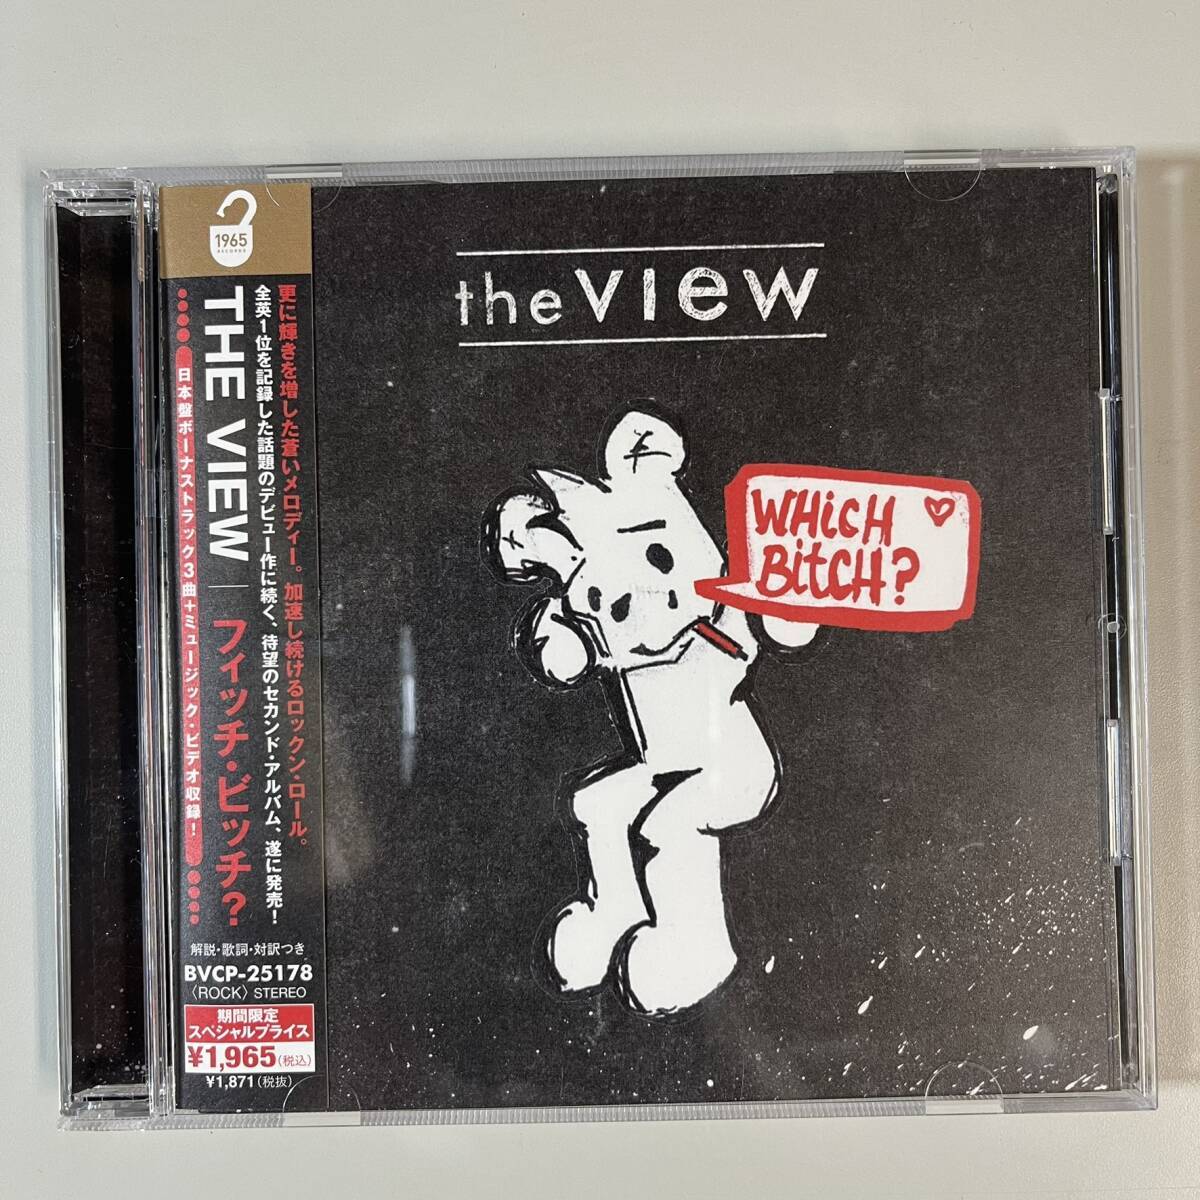 1965
RECORDS
更に輝きを増した蒼いメロディー。加速し続けるロックン・ロール。
全英1位を記録した話題のデビュー作に続く、待望のセカンド・アルバム、遂に発売！
THE VIEW | フィッチ・ビッチ？
日本盤ボーナストラック3曲+ミュージック・ビデオ収録！
解説・歌詞・対訳つき
BVCP-25178
〈ROCK〉 STEREO
期間限定
スペシャルプライス
¥1,965(税込)
¥1,871(税抜)
the view
WHiCH
BitCH?